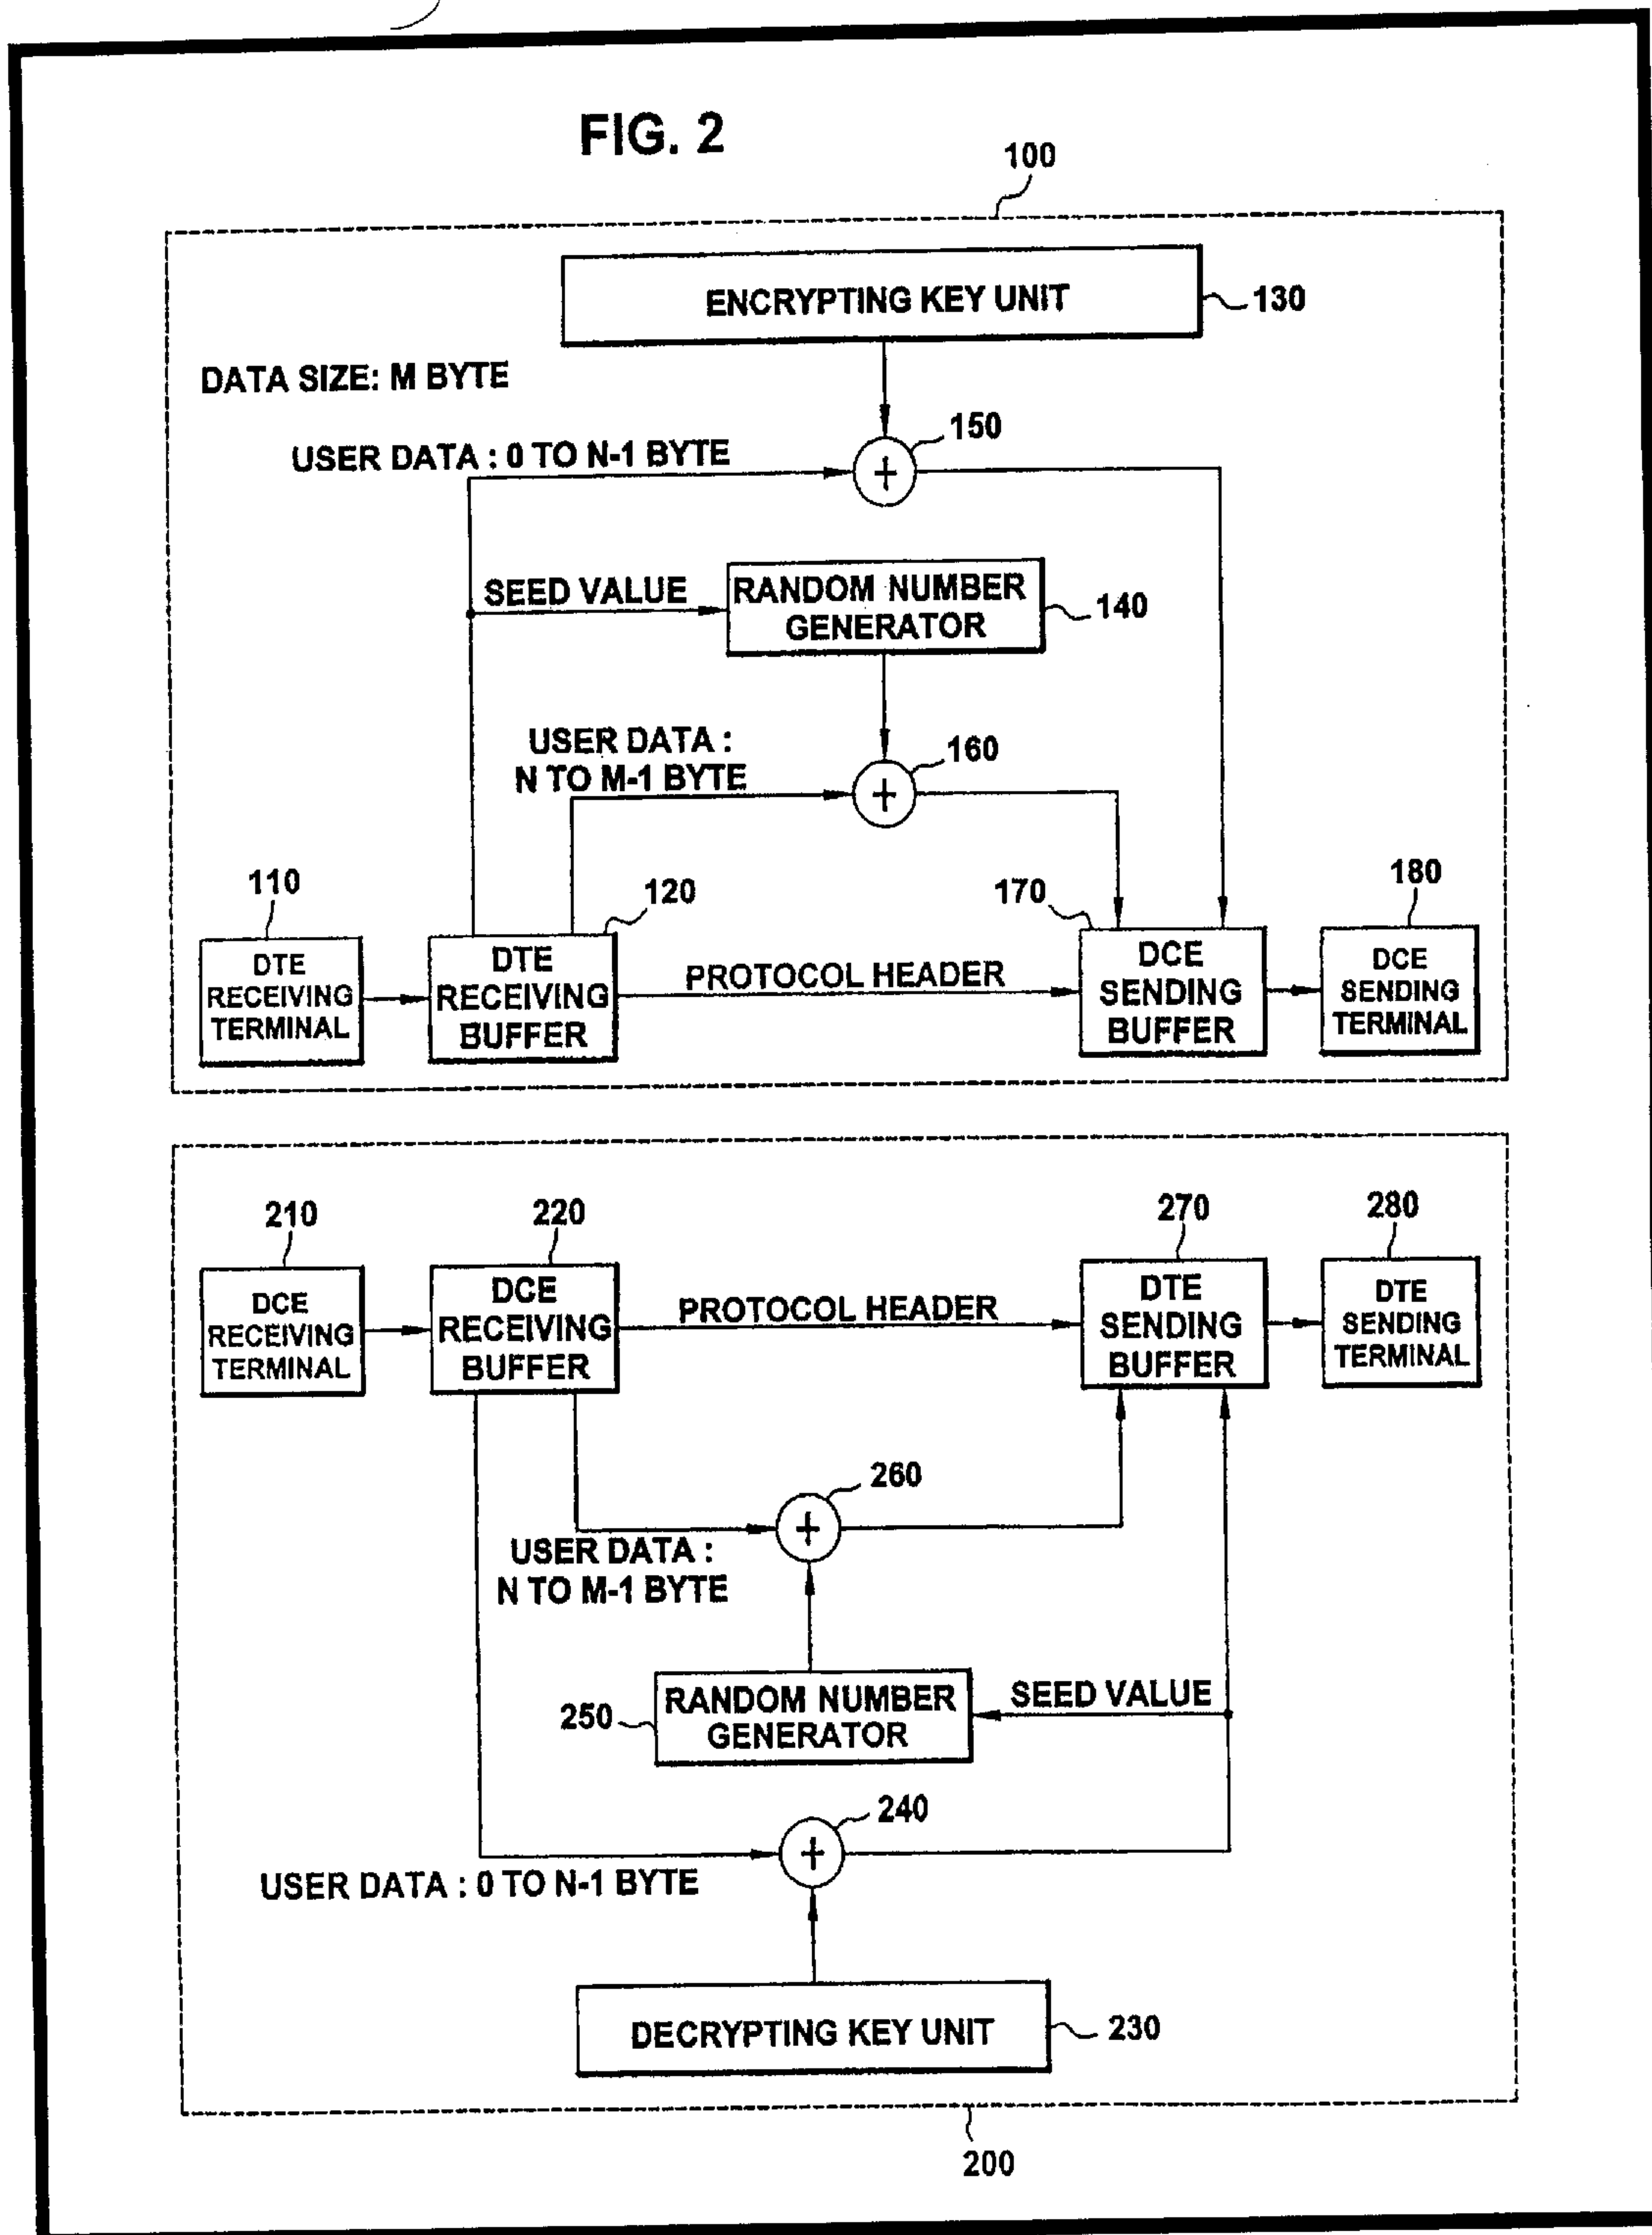 FIG. 2
100
ENCRYPTING KEY UNIT
130
DATA SIZE: M BYTE
150
USER DATA : 0 TO N-1 BYTE
+
SEED VALUE
RANDOM NUMBER
GENERATOR
140
USER DATA :
N TO M-1 BYTE
160
+
110
120
170
180
DTE
RECEIVING
TERMINAL
DTE
RECEIVING
BUFFER
PROTOCOL HEADER
DCE
SENDING
BUFFER
DCE
SENDING
TERMINAL
210
220
270
280
DCE
RECEIVING
TERMINAL
DCE
RECEIVING
BUFFER
PROTOCOL HEADER
DTE
SENDING
BUFFER
DTE
SENDING
TERMINAL
260
+
USER DATA :
N TO M-1 BYTE
250
RANDOM NUMBER
GENERATOR
SEED VALUE
240
+
USER DATA : 0 TO N-1 BYTE
DECRYPTING KEY UNIT
230
200